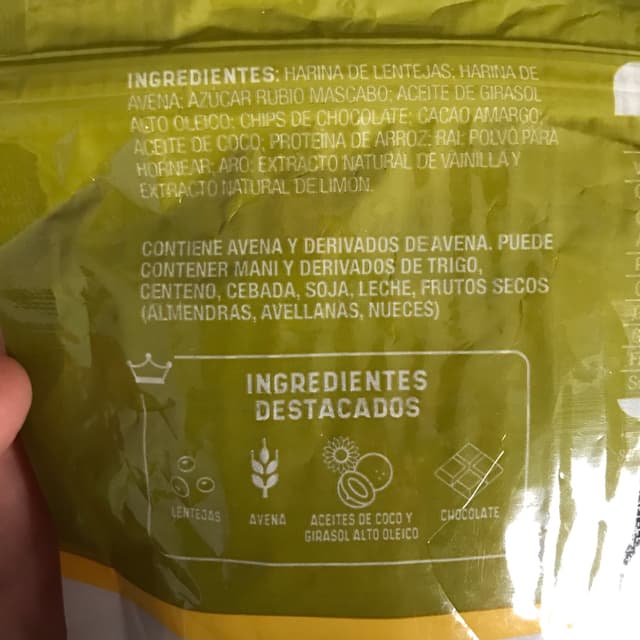 INGREDIENTES: HARINA DE LENTEJAS; HARINA DE
AVENA; AZÚCAR RUBIO MASCABO; ACEITE DE GIRASOL
ALTO OLEICO; CHIPS DE CHOCOLATE; CACAO AMARGO;
ACEITE DE COCO; PROTEÍNA DE ARROZ; RAI: POLVO PARA
HORNEAR; ARO: EXTRACTO NATURAL DE VAINILLA Y
EXTRACTO NATURAL DE LIMON.
CONTIENE AVENA Y DERIVADOS DE AVENA. PUEDE
CONTENER MANI Y DERIVADOS DE TRIGO,
CENTENO, CEBADA, SOJA, LECHE, FRUTOS SECOS
(ALMENDRAS, AVELLANAS, NUECES)
INGREDIENTES
DESTACADOS
LENTEJAS
AVENA
ACEITES DE COCO Y
GIRASOL ALTO OLEICO
CHOCOLATE